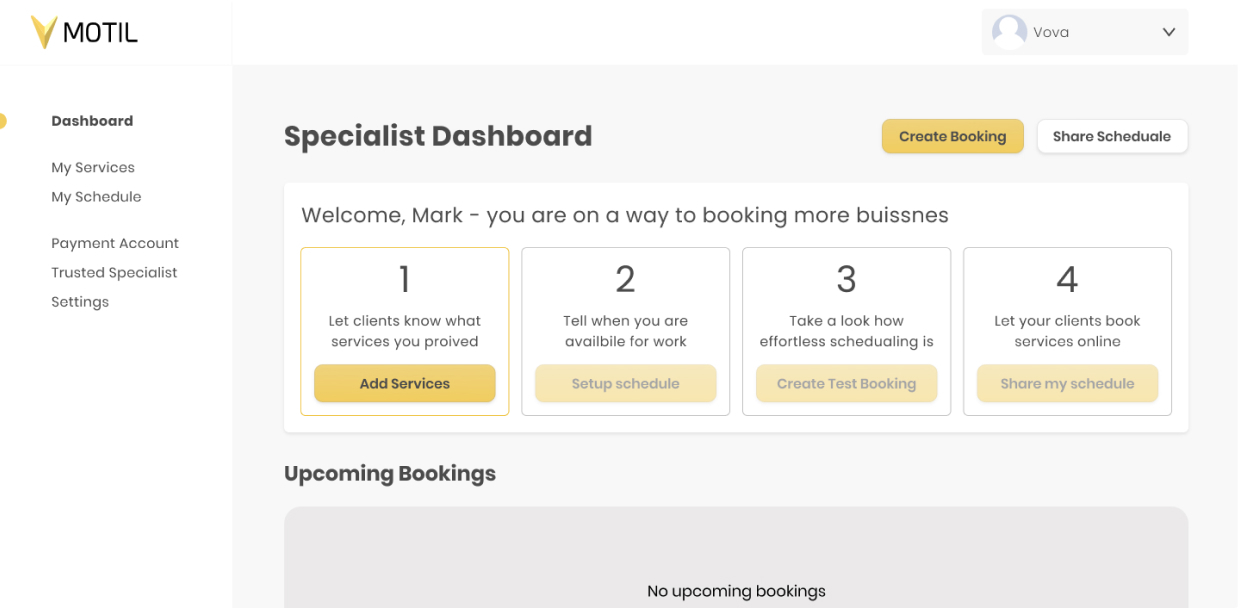 MOTIL
Vova
Dashboard
My Services
My Schedule
Payment Account
Trusted Specialist
Settings
Specialist Dashboard
Create Booking
Share Scheduale
Welcome, Mark - you are on a way to booking more buissnes
1
Let clients know what
services you proived
Add Services
2
Tell when you are
availbile for work
Setup schedule
3
Take a look how
effortless schedualing is
Create Test Booking
4
Let your clients book
services online
Share my schedule
Upcoming Bookings
No upcoming bookings